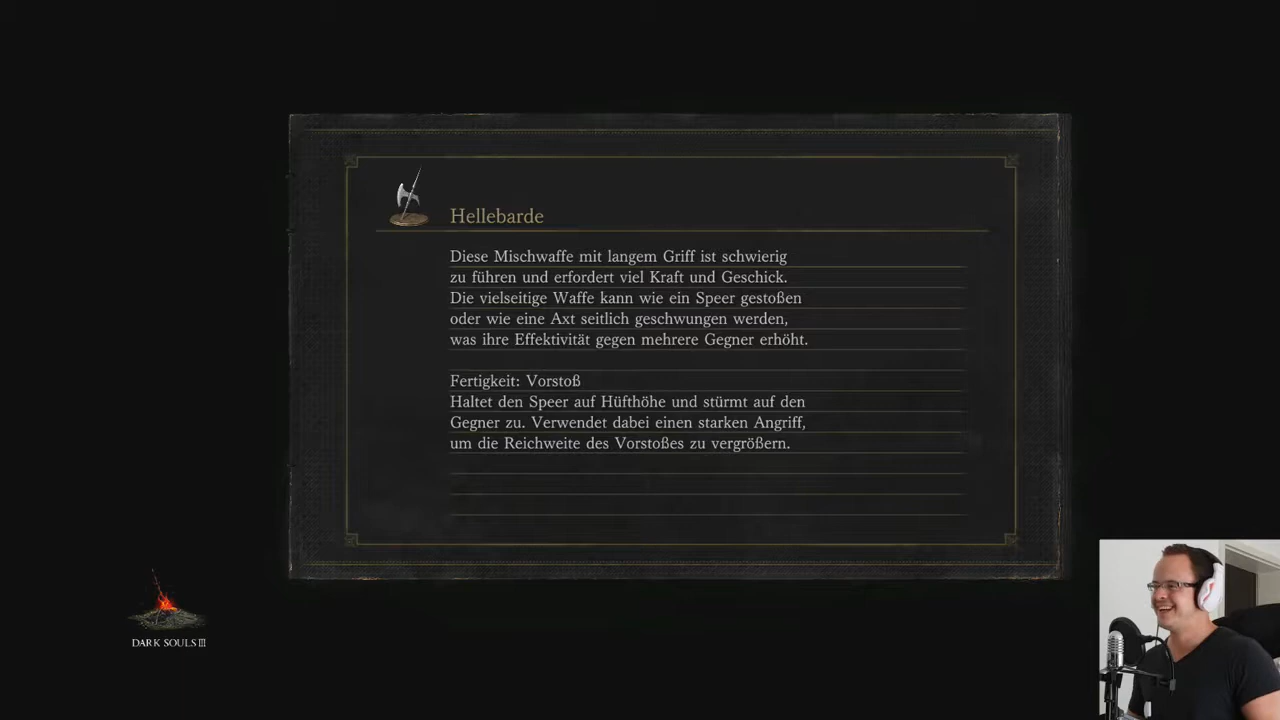 Hellebarde
Diese Mischwaffe mit langem Griff ist schwierig
zu führen und erfordert viel Kraft und Geschick.
Die vielseitige Waffe kann wie ein Speer gestoßen
oder wie eine Axt seitlich geschwungen werden,
was ihre Effektivität gegen mehrere Gegner erhöht.
Fertigkeit: Vorstoß
Haltet den Speer auf Hüfthöhe und stürmt auf den
Gegner zu. Verwendet dabei einen starken Angriff,
um die Reichweite des Vorstoßes zu vergrößern.
DARK SOULS III